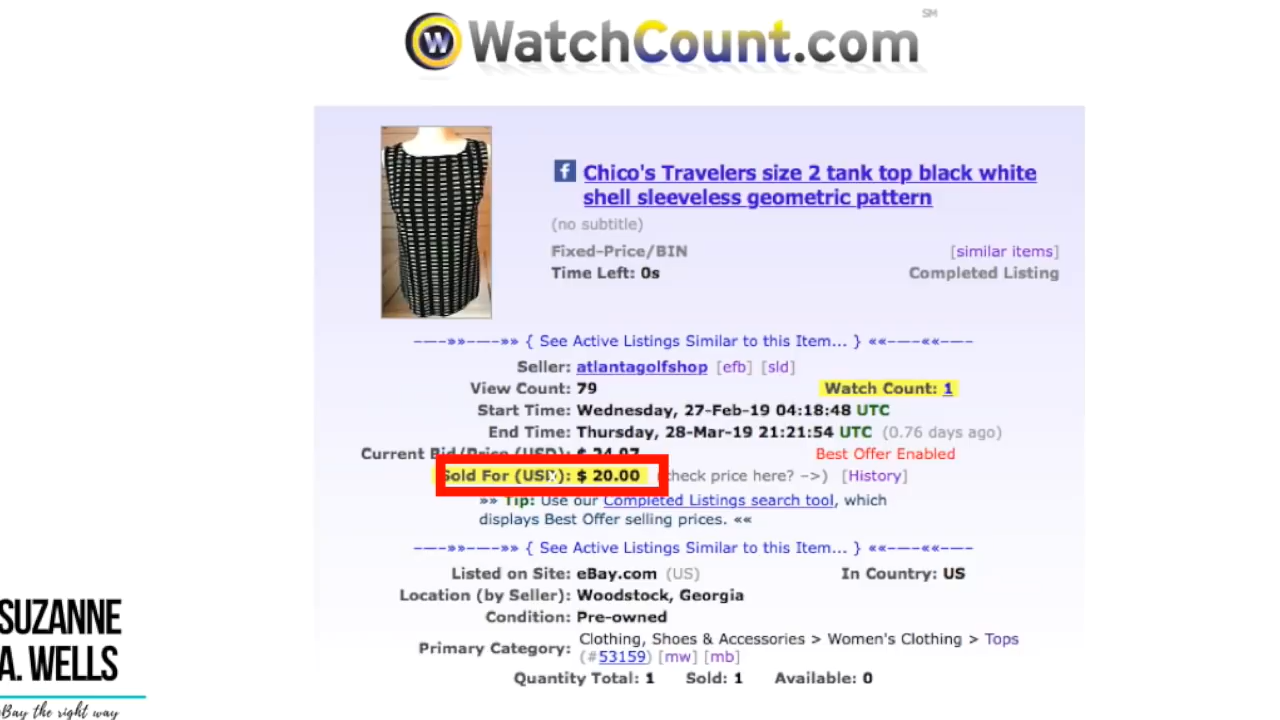 WatchCount.com SM
Chico's Travelers size 2 tank top black white
shell sleeveless geometric pattern
(no subtitle)
Fixed-Price/BIN [similar items]
Time Left: 0s Completed Listing
—–»»—–—»» { See Active Listings Similar to this Item... } ««—–—««—–—
Seller: atlantagolfshop [efb] [sld]
View Count: 79 Watch Count: 1
Start Time: Wednesday, 27-Feb-19 04:18:48 UTC
End Time: Thursday, 28-Mar-19 21:21:54 UTC (0.76 days ago)
Current Bid/Price (USD): $ 24.97 Best Offer Enabled
Sold For (USD): $ 20.00 (check price here? –>) [History]
»» Tip: Use our Completed Listings search tool, which
displays Best Offer selling prices. ««
—–»»—–—»» { See Active Listings Similar to this Item... } ««—–—««—–—
Listed on Site: eBay.com (US) In Country: US
Location (by Seller): Woodstock, Georgia
Condition: Pre-owned
Primary Category: Clothing, Shoes & Accessories > Women's Clothing > Tops
(#53159) [mw] [mb]
Quantity Total: 1 Sold: 1 Available: 0
SUZANNE
A. WELLS
eBay the right way